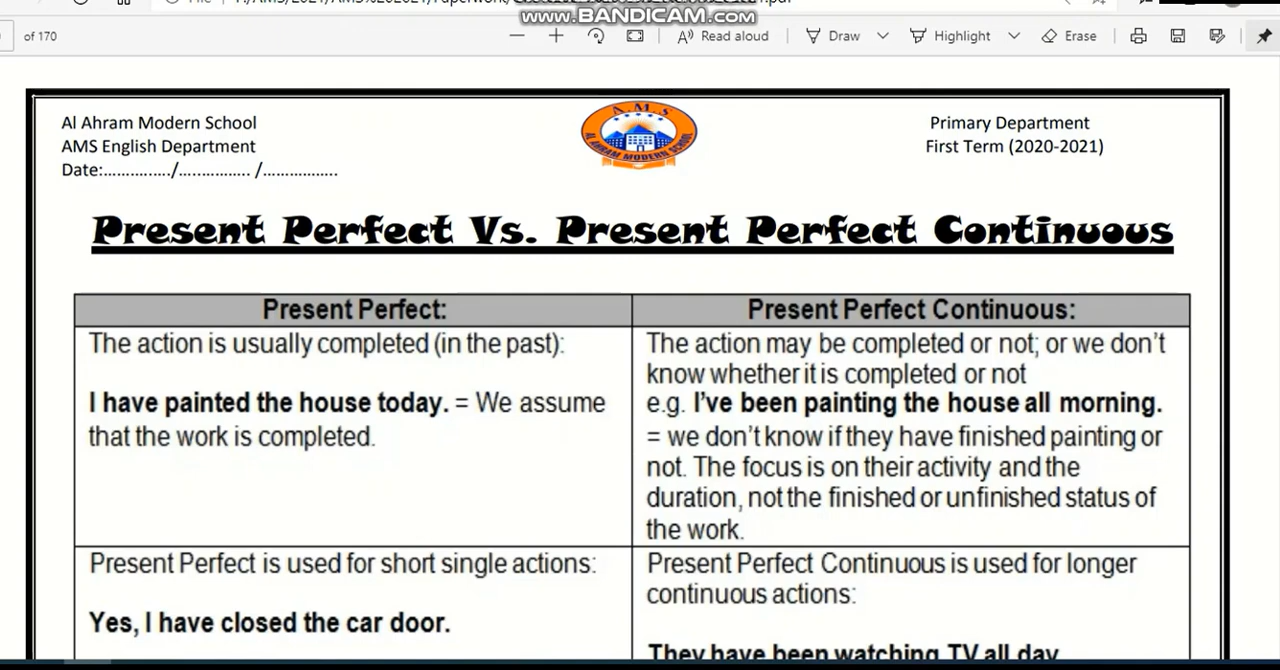 www.BANDICAM.com
of 170
Read aloud
Draw
Highlight
Erase
Al Ahram Modern School
AMS English Department
Date:............../............... /.................
A.M.S
AL AHRAM MODERN SCHOOL
Primary Department
First Term (2020-2021)
Present Perfect Vs. Present Perfect Continuous
Present Perfect:
The action is usually completed (in the past):
I have painted the house today. = We assume
that the work is completed.
Present Perfect Continuous:
The action may be completed or not; or we don't
know whether it is completed or not
e.g. I've been painting the house all morning.
= we don't know if they have finished painting or
not. The focus is on their activity and the
duration, not the finished or unfinished status of
the work.
Present Perfect is used for short single actions:
Yes, I have closed the car door.
Present Perfect Continuous is used for longer
continuous actions:
They have been watching TV all day